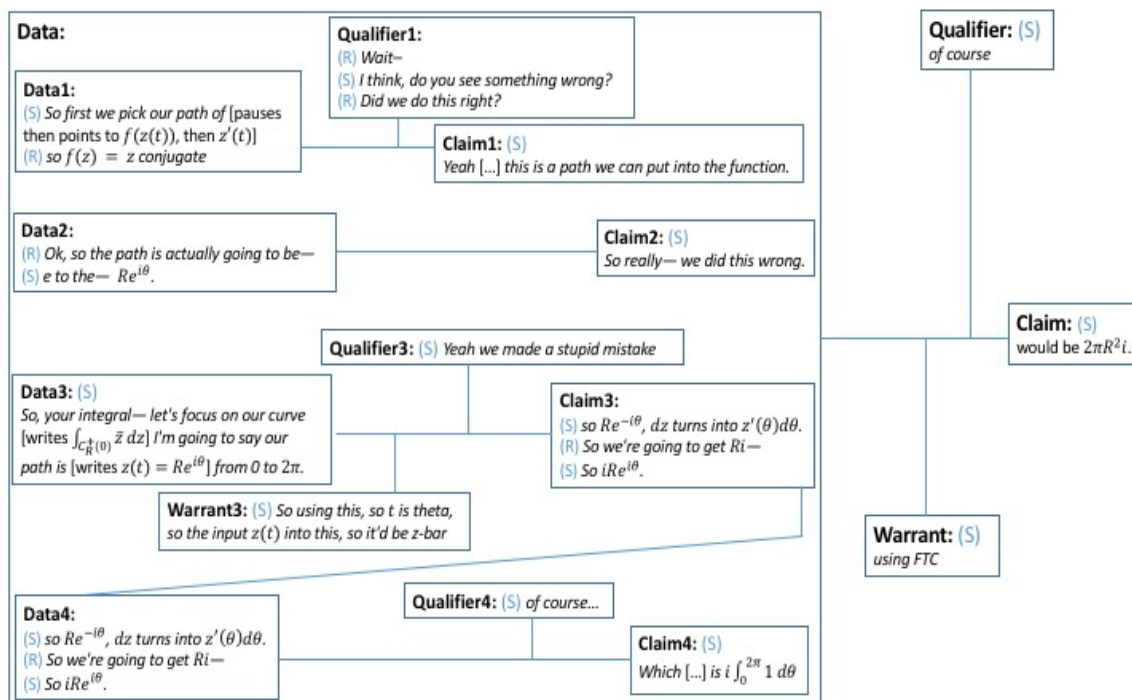 Data:
Qualifier1:
(R) Wait–
(S) I think, do you see something wrong?
(R) Did we do this right?
Data1:
(S) So first we pick our path of [pauses
then points to f(z(t)), then z′(t)]
(R) so f(z) = z conjugate
Claim1: (S)
Yeah [...] this is a path we can put into the function.
Data2:
(R) Ok, so the path is actually going to be—
(S) e to the— Re^{iθ}.
Claim2: (S)
So really— we did this wrong.
Qualifier3: (S) Yeah we made a stupid mistake
Data3: (S)
So, your integral— let's focus on our curve
[writes ∫_{C_R^+(0)} z̄ dz] I'm going to say our
path is [writes z(t) = Re^{iθ}] from 0 to 2π.
Claim3:
(S) so Re^{−iθ}, dz turns into z′(θ)dθ.
(R) So we're going to get Ri—
(S) So iRe^{iθ}.
Warrant3: (S) So using this, so t is theta,
so the input z(t) into this, so it'd be z-bar
Data4:
(S) so Re^{−iθ}, dz turns into z′(θ)dθ.
(R) So we're going to get Ri—
(S) So iRe^{iθ}.
Qualifier4: (S) of course...
Claim4: (S)
Which [...] is i ∫_0^{2π} 1 dθ
Qualifier: (S)
of course
Claim: (S)
would be 2πR²i.
Warrant: (S)
using FTC